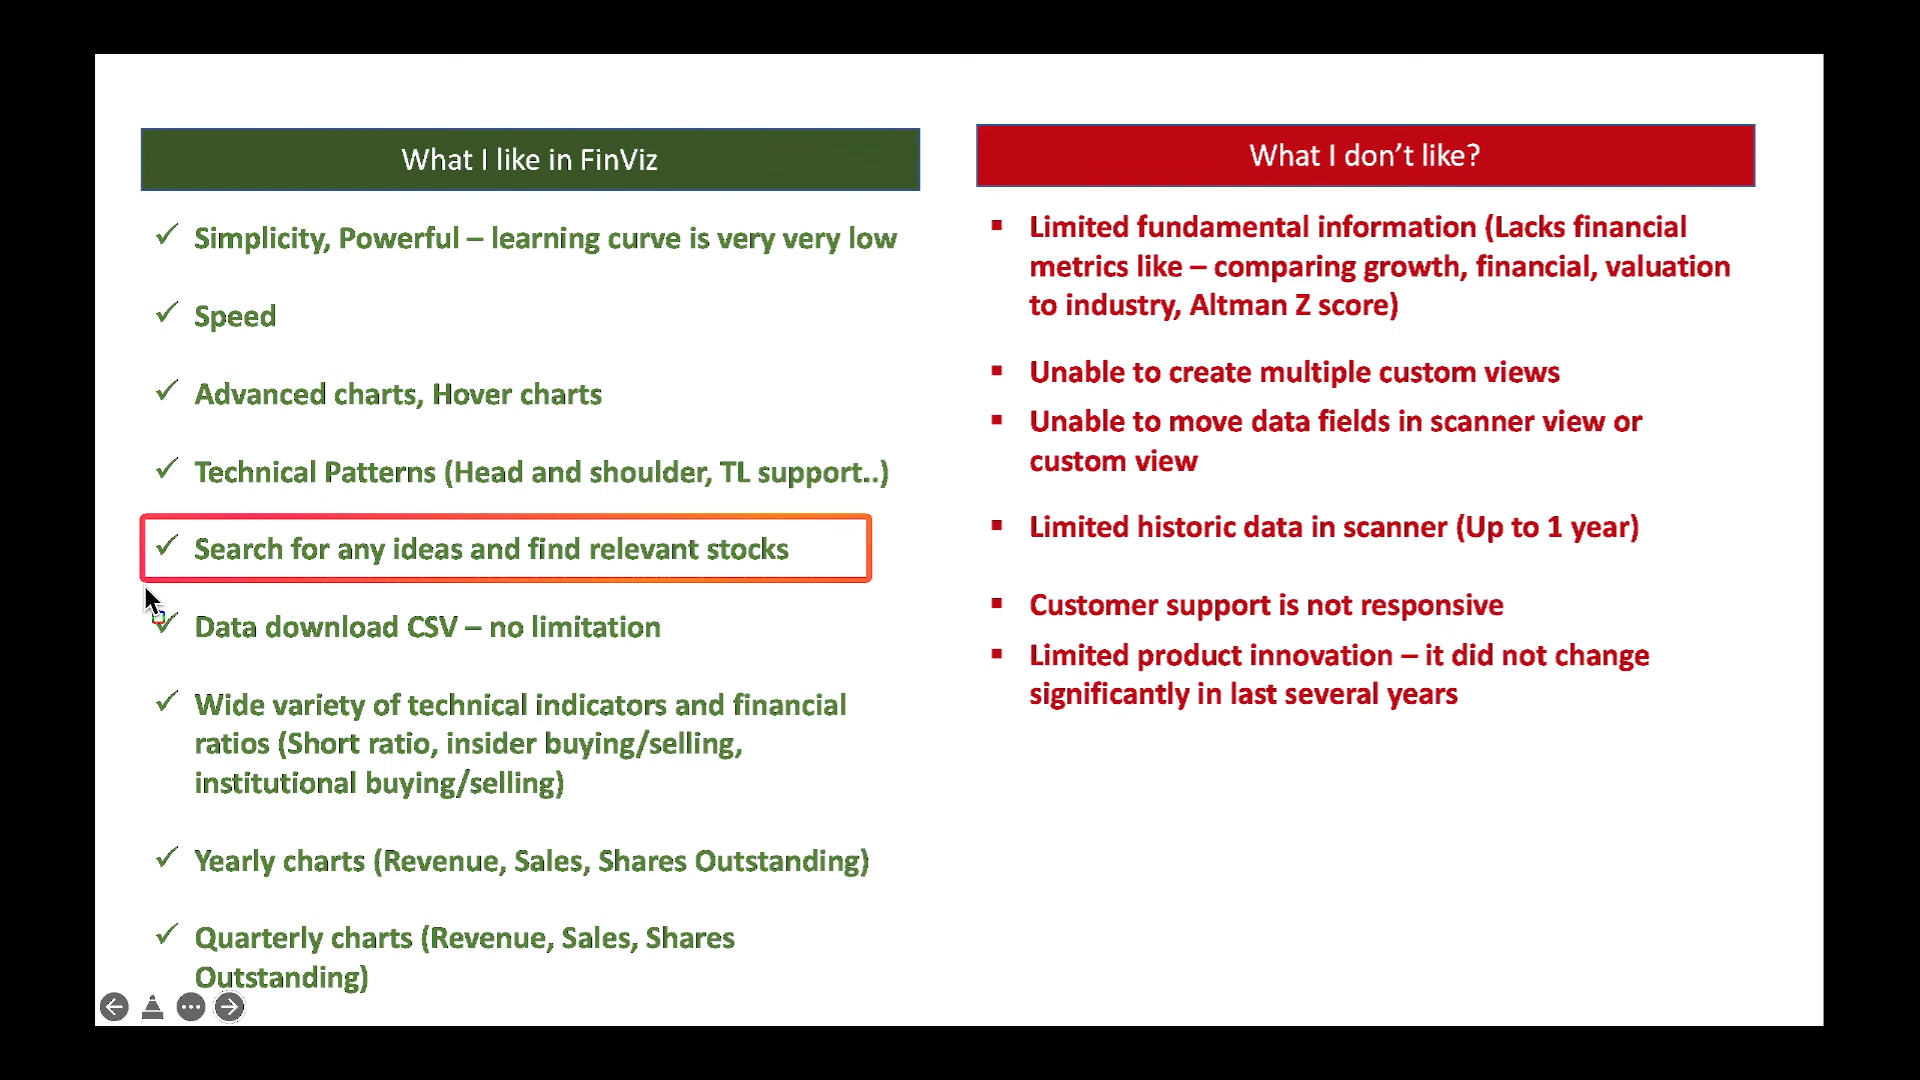 What I like in FinViz
Simplicity, Powerful – learning curve is very very low
Speed
Advanced charts, Hover charts
Technical Patterns (Head and shoulder, TL support..)
Search for any ideas and find relevant stocks
Data download CSV – no limitation
Wide variety of technical indicators and financial
ratios (Short ratio, insider buying/selling,
institutional buying/selling)
Yearly charts (Revenue, Sales, Shares Outstanding)
Quarterly charts (Revenue, Sales, Shares
Outstanding)
What I don’t like?
Limited fundamental information (Lacks financial
metrics like – comparing growth, financial, valuation
to industry, Altman Z score)
Unable to create multiple custom views
Unable to move data fields in scanner view or
custom view
Limited historic data in scanner (Up to 1 year)
Customer support is not responsive
Limited product innovation – it did not change
significantly in last several years